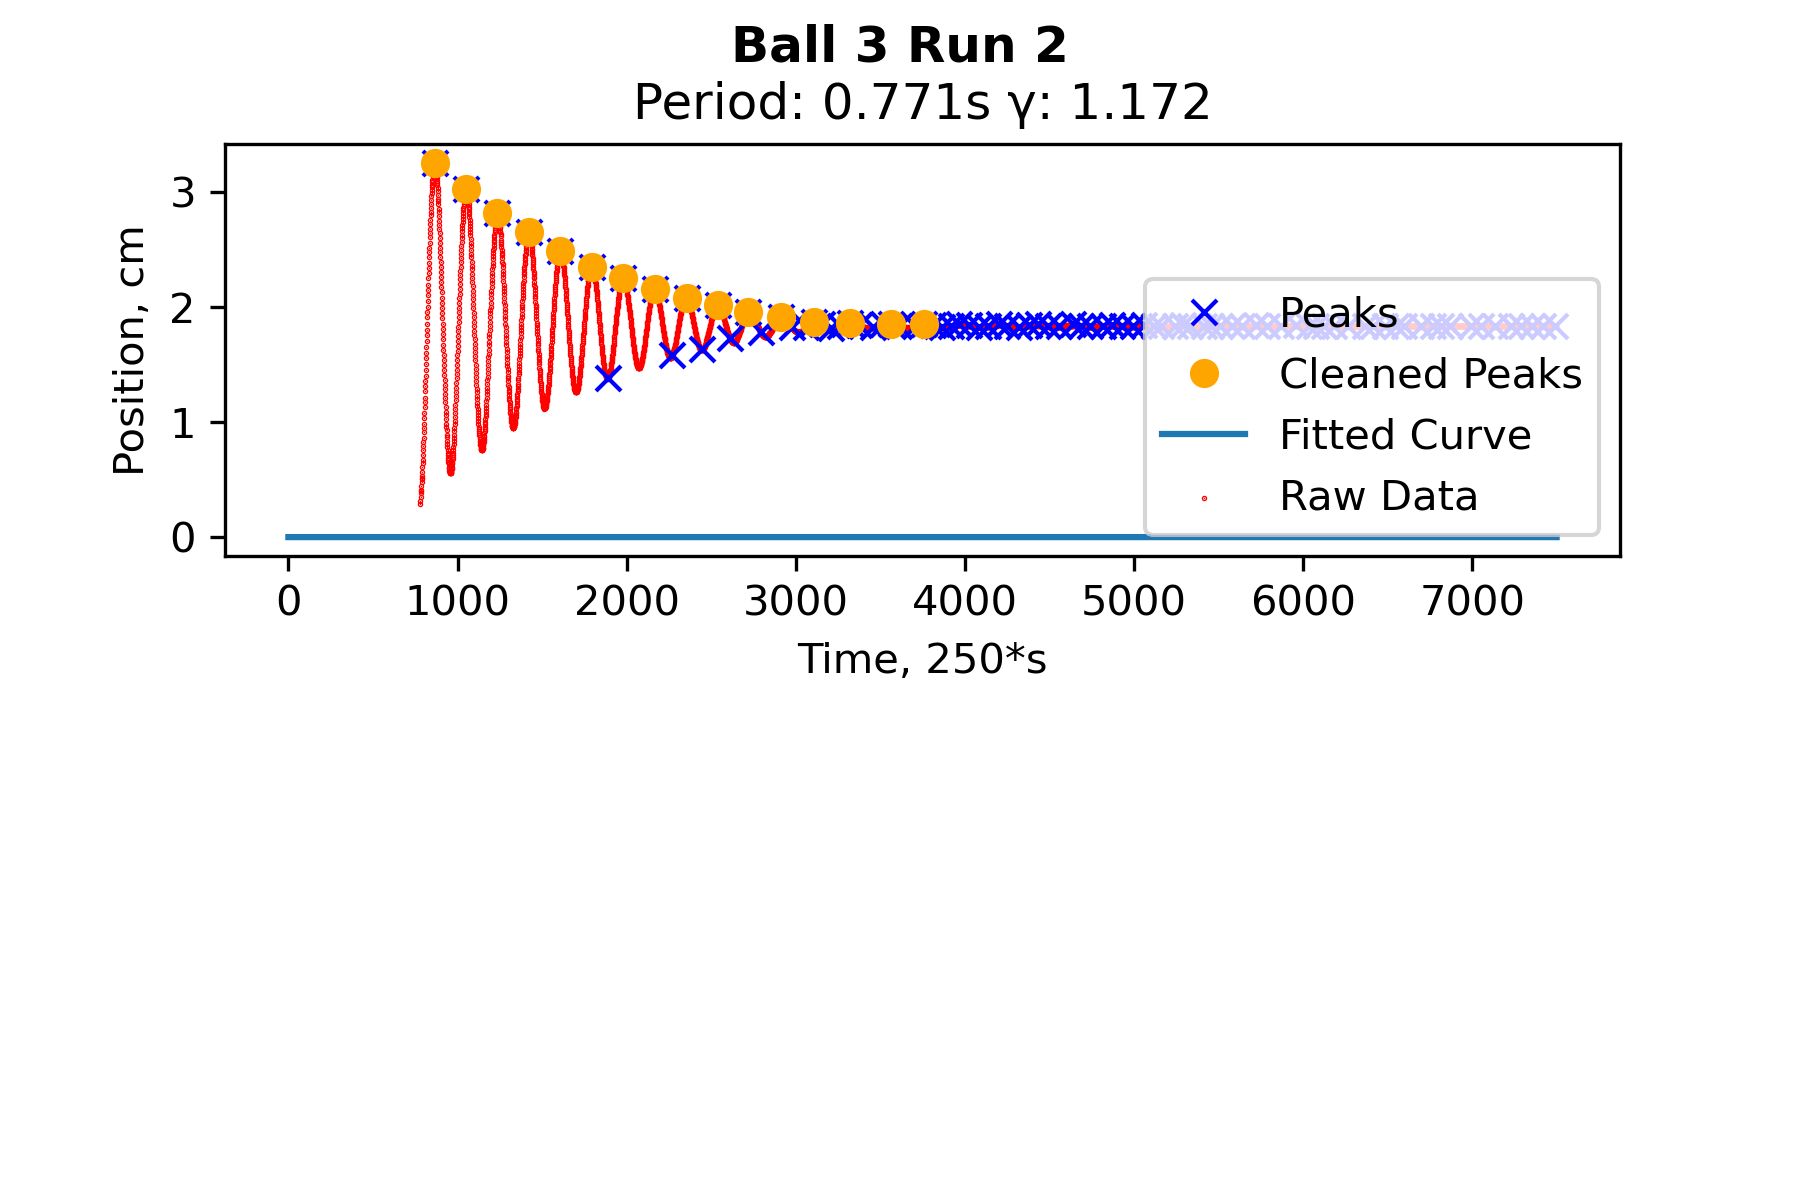 Ball 3 Run 2
Period: 0.771s γ: 1.172
Position, cm
3
2
1
0
Peaks
Cleaned Peaks
Fitted Curve
Raw Data
0 1000 2000 3000 4000 5000 6000 7000
Time, 250*s